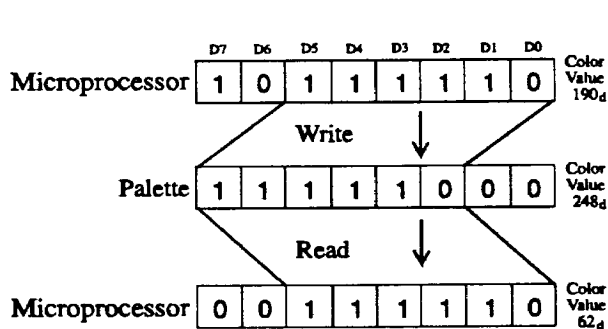 D7 D6 D5 D4 D3 D2 D1 D0
Microprocessor 1 0 1 1 1 1 1 0 Color Value 190d
Write
Palette 1 1 1 1 1 0 0 0 Color Value 248d
Read
Microprocessor 0 0 1 1 1 1 1 0 Color Value 62d